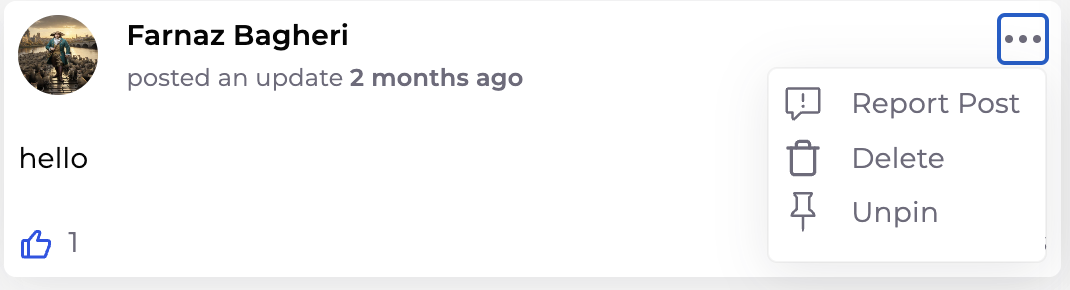 Farnaz Bagheri
posted an update 2 months ago
Report Post
Delete
Unpin
hello
1